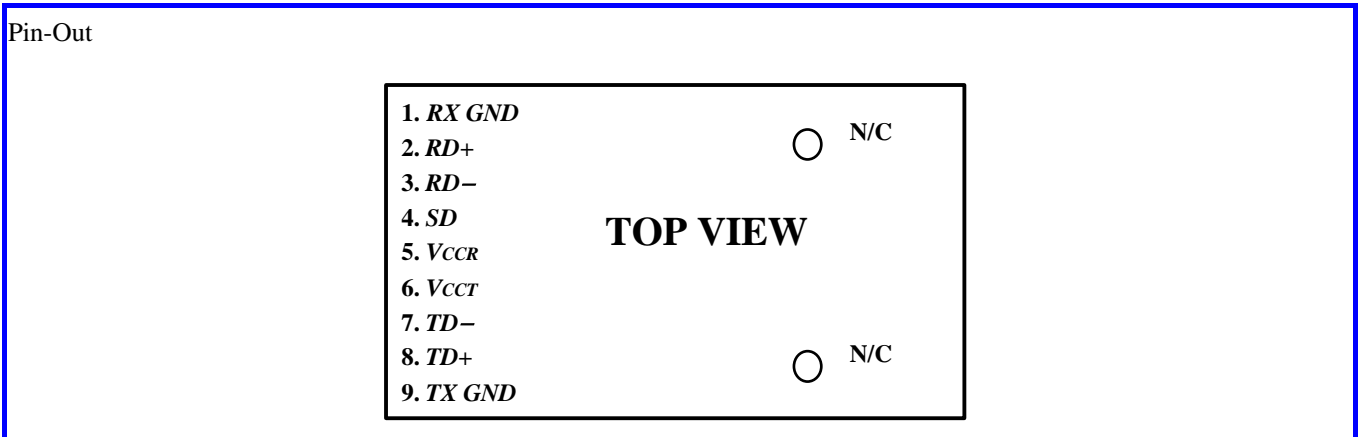 Pin-Out
1. RX GND
2. RD+
3. RD−
4. SD
5. VCCR
6. VCCT
7. TD−
8. TD+
9. TX GND
N/C
TOP VIEW
N/C